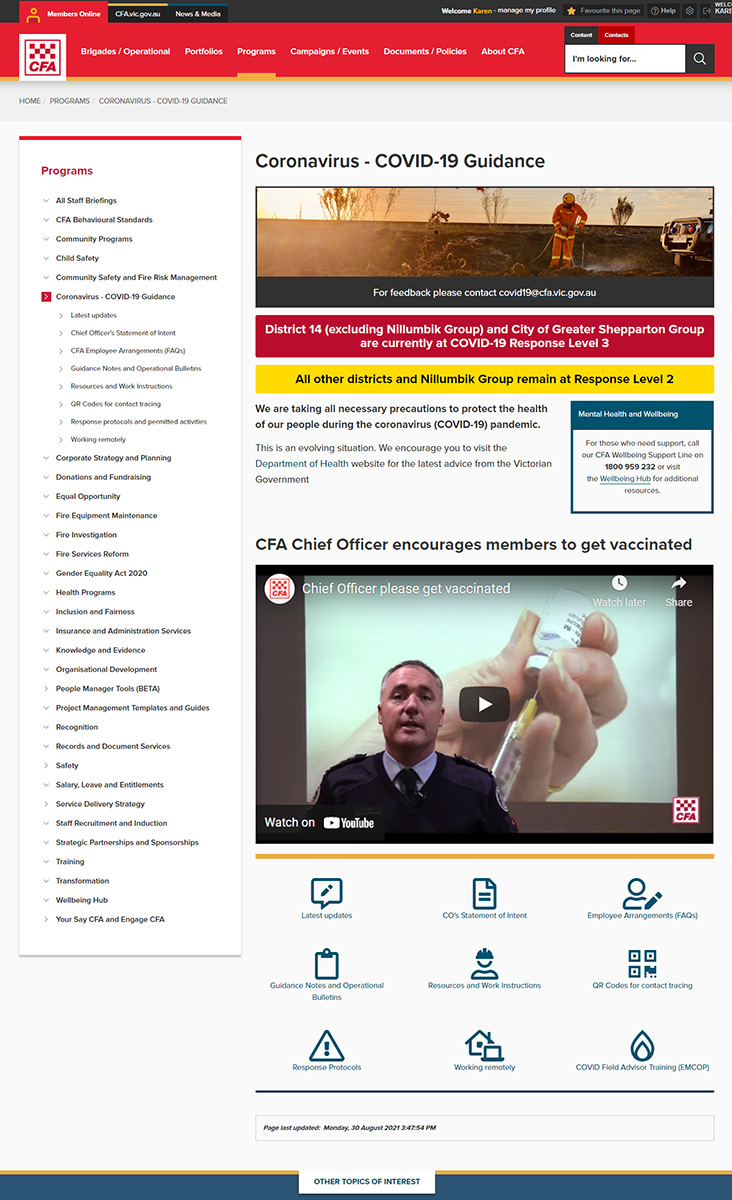 Members Online
CFA.vic.gov.au
News & Media
Welcome Karen - manage my profile
Favourite this page
Help
WELC
KARE
CFA
Brigades / Operational
Portfolios
Programs
Campaigns / Events
Documents / Policies
About CFA
Content
Contacts
I'm looking for...
HOME / PROGRAMS / CORONAVIRUS - COVID-19 GUIDANCE
Programs
All Staff Briefings
CFA Behavioural Standards
Community Programs
Child Safety
Community Safety and Fire Risk Management
Coronavirus - COVID-19 Guidance
Latest updates
Chief Officer's Statement of Intent
CFA Employee Arrangements (FAQs)
Guidance Notes and Operational Bulletins
Resources and Work Instructions
QR Codes for contact tracing
Response protocols and permitted activities
Working remotely
Corporate Strategy and Planning
Donations and Fundraising
Equal Opportunity
Fire Equipment Maintenance
Fire Investigation
Fire Services Reform
Gender Equality Act 2020
Health Programs
Inclusion and Fairness
Insurance and Administration Services
Knowledge and Evidence
Organisational Development
People Manager Tools (BETA)
Project Management Templates and Guides
Recognition
Records and Document Services
Safety
Salary, Leave and Entitlements
Service Delivery Strategy
Staff Recruitment and Induction
Strategic Partnerships and Sponsorships
Training
Transformation
Wellbeing Hub
Your Say CFA and Engage CFA
Coronavirus - COVID-19 Guidance
For feedback please contact covid19@cfa.vic.gov.au
District 14 (excluding Nillumbik Group) and City of Greater Shepparton Group
are currently at COVID-19 Response Level 3
All other districts and Nillumbik Group remain at Response Level 2
We are taking all necessary precautions to protect the health
of our people during the coronavirus (COVID-19) pandemic.
This is an evolving situation. We encourage you to visit the
Department of Health website for the latest advice from the Victorian
Government
Mental Health and Wellbeing
For those who need support, call
our CFA Wellbeing Support Line on
1800 959 232 or visit
the Wellbeing Hub for additional
resources.
CFA Chief Officer encourages members to get vaccinated
CFA
Chief Officer please get vaccinated
Watch later
Share
Watch on YouTube
CFA
Latest updates
CO's Statement of Intent
Employee Arrangements (FAQs)
Guidance Notes and Operational
Bulletins
Resources and Work Instructions
QR Codes for contact tracing
Response Protocols
Working remotely
COVID Field Advisor Training (EMCOP)
Page last updated: Monday, 30 August 2021 3:47:54 PM
OTHER TOPICS OF INTEREST